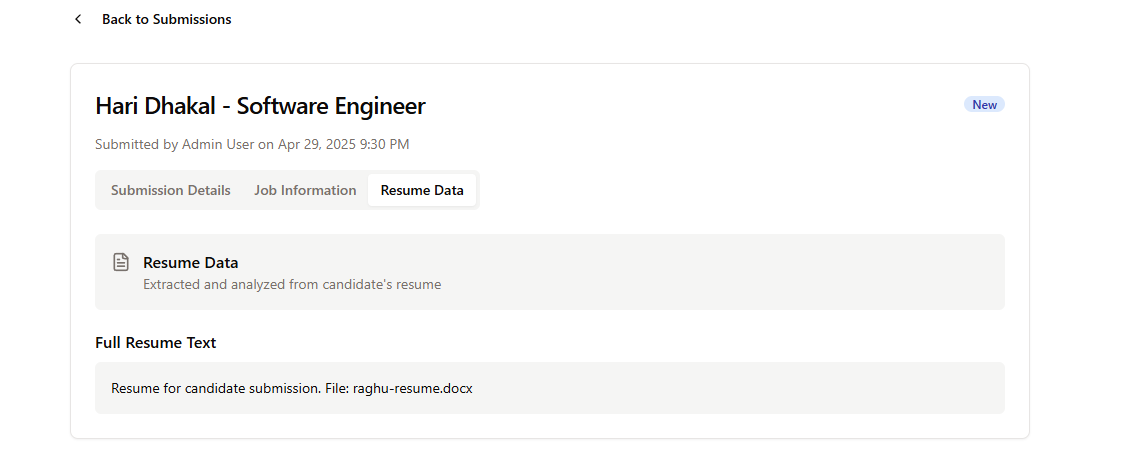 Back to Submissions
Hari Dhakal - Software Engineer
New
Submitted by Admin User on Apr 29, 2025 9:30 PM
Submission Details Job Information Resume Data
Resume Data
Extracted and analyzed from candidate's resume
Full Resume Text
Resume for candidate submission. File: raghu-resume.docx